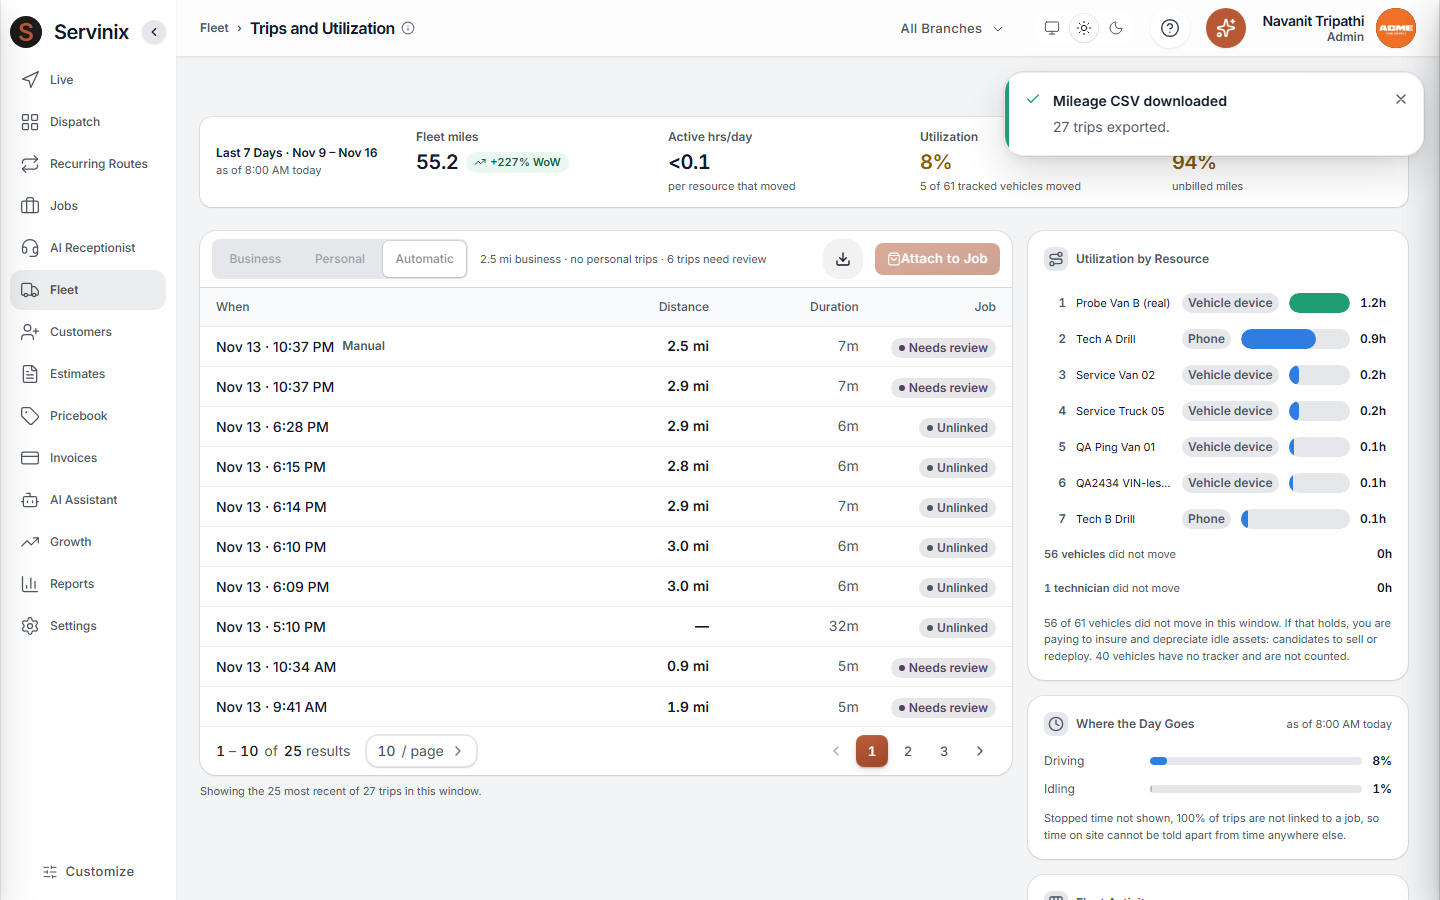 Servinix
Live
Dispatch
Recurring Routes
Jobs
AI Receptionist
Fleet
Customers
Estimates
Pricebook
Invoices
AI Assistant
Growth
Reports
Settings
Customize
Fleet › Trips and Utilization
All Branches
Navanit Tripathi
Admin
ACME
Mileage CSV downloaded
27 trips exported.
Last 7 Days · Nov 9 – Nov 16
as of 8:00 AM today
Fleet miles
55.2 +227% WoW
Active hrs/day
<0.1
per resource that moved
Utilization
8%
5 of 61 tracked vehicles moved
94%
unbilled miles
Business Personal Automatic
2.5 mi business · no personal trips · 6 trips need review
Attach to Job
When Distance Duration Job
Nov 13 · 10:37 PM Manual 2.5 mi 7m Needs review
Nov 13 · 10:37 PM 2.9 mi 7m Needs review
Nov 13 · 6:28 PM 2.9 mi 6m Unlinked
Nov 13 · 6:15 PM 2.8 mi 6m Unlinked
Nov 13 · 6:14 PM 2.9 mi 7m Unlinked
Nov 13 · 6:10 PM 3.0 mi 6m Unlinked
Nov 13 · 6:09 PM 3.0 mi 6m Unlinked
Nov 13 · 5:10 PM — 32m Unlinked
Nov 13 · 10:34 AM 0.9 mi 5m Needs review
Nov 13 · 9:41 AM 1.9 mi 5m Needs review
1 – 10 of 25 results 10 / page 1 2 3
Showing the 25 most recent of 27 trips in this window.
Utilization by Resource
1 Probe Van B (real) Vehicle device 1.2h
2 Tech A Drill Phone 0.9h
3 Service Van 02 Vehicle device 0.2h
4 Service Truck 05 Vehicle device 0.2h
5 QA Ping Van 01 Vehicle device 0.1h
6 QA2434 VIN-les... Vehicle device 0.1h
7 Tech B Drill Phone 0.1h
56 vehicles did not move 0h
1 technician did not move 0h
56 of 61 vehicles did not move in this window. If that holds, you are
paying to insure and depreciate idle assets: candidates to sell or
redeploy. 40 vehicles have no tracker and are not counted.
Where the Day Goes as of 8:00 AM today
Driving 8%
Idling 1%
Stopped time not shown, 100% of trips are not linked to a job, so
time on site cannot be told apart from time anywhere else.